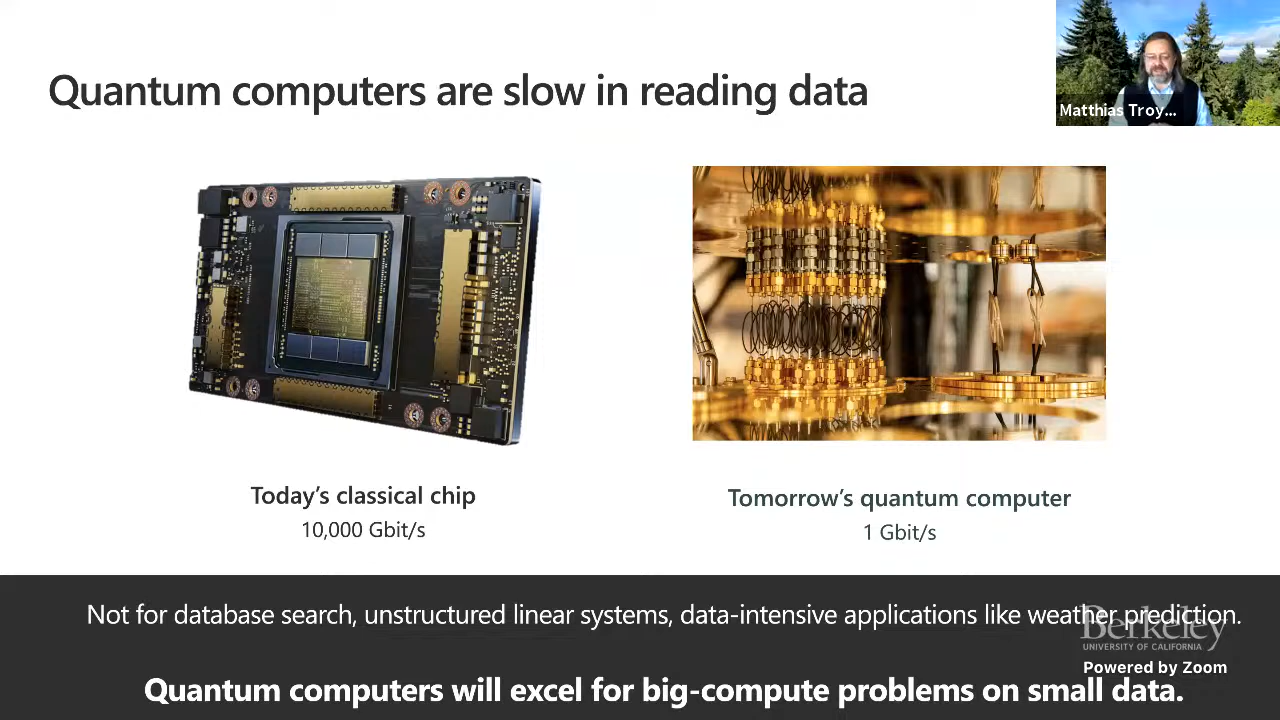 Quantum computers are slow in reading data
Matthias Troy...
Today's classical chip
10,000 Gbit/s
Tomorrow's quantum computer
1 Gbit/s
Not for database search, unstructured linear systems, data-intensive applications like weather prediction.
Berkeley
UNIVERSITY OF CALIFORNIA
Powered by Zoom
Quantum computers will excel for big-compute problems on small data.